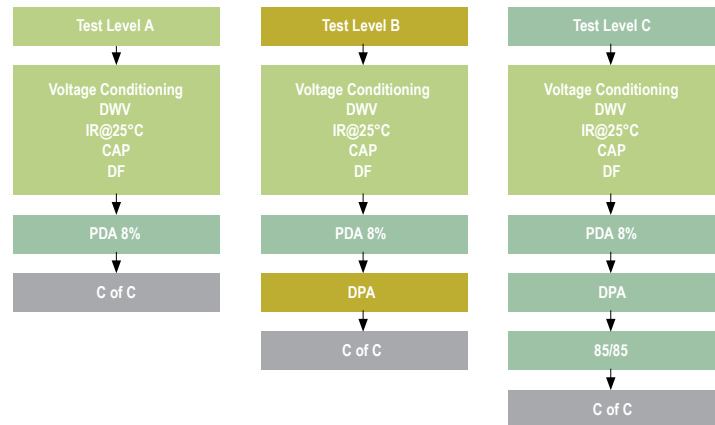 Test Level A
Voltage Conditioning
DWV
IR@25°C
CAP
DF
PDA 8%
C of C
Test Level B
Voltage Conditioning
DWV
IR@25°C
CAP
DF
PDA 8%
DPA
C of C
Test Level C
Voltage Conditioning
DWV
IR@25°C
CAP
DF
PDA 8%
DPA
85/85
C of C